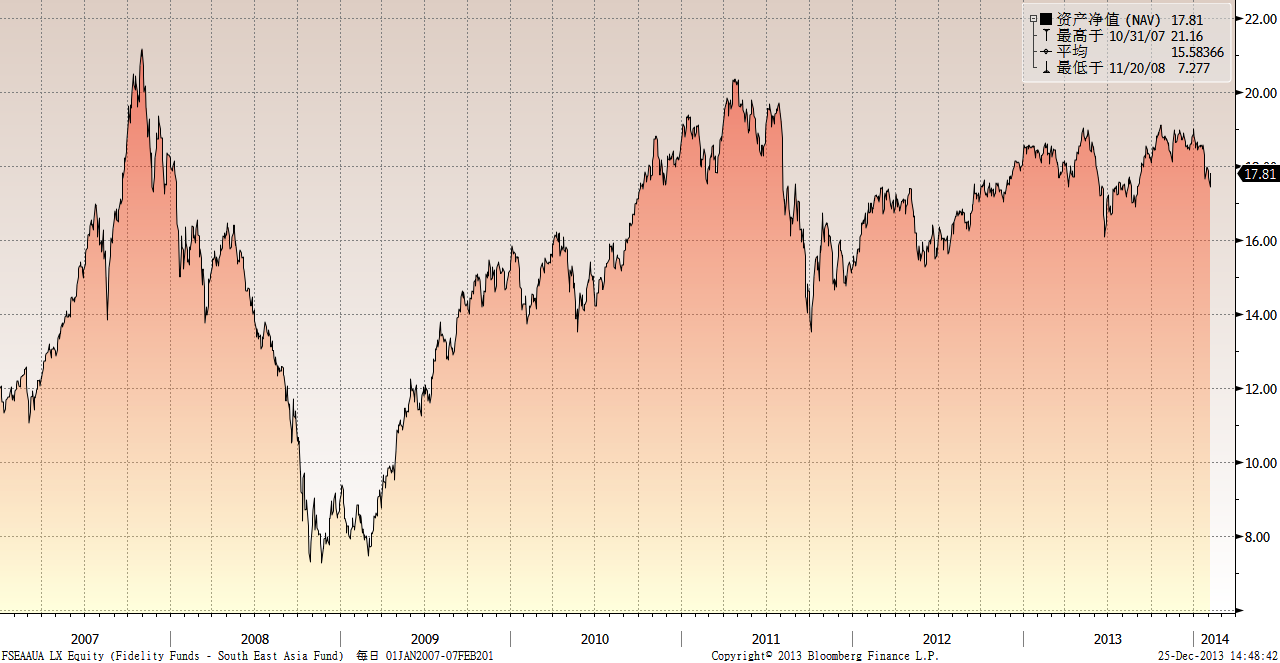 资产净值 (NAV) 17.81
最高于 10/31/07 21.16
平均 15.58366
最低于 11/20/08 7.277
22.00
20.00
18.00
17.81
16.00
14.00
12.00
10.00
8.00
2007 2008 2009 2010 2011 2012 2013 2014
FSEAAUA LX Equity (Fidelity Funds - South East Asia Fund) 每日 01JAN2007-07FEB201 Copyright© 2013 Bloomberg Finance L.P. 25-Dec-2013 14:48:42